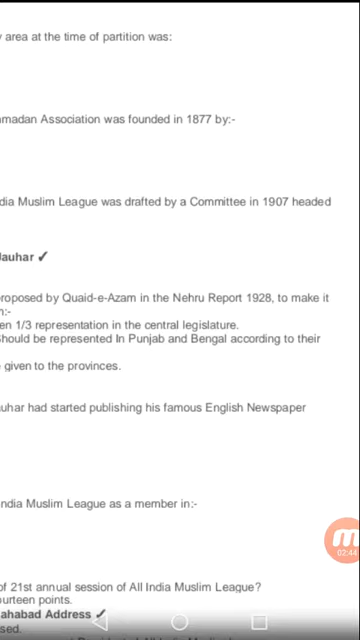 area at the time of partition was:
madan Association was founded in 1877 by:-
dia Muslim League was drafted by a Committee in 1907 headed
auhar ✓
roposed by Quaid-e-Azam in the Nehru Report 1928, to make it
n:-
en 1/3 representation in the central legislature.
hould be represented In Punjab and Bengal according to their
given to the provinces.
uhar had started publishing his famous English Newspaper
ndia Muslim League as a member in:-
02:44
of 21st annual session of All India Muslim League?
urteen points.
ahabad Address ✓
sed.